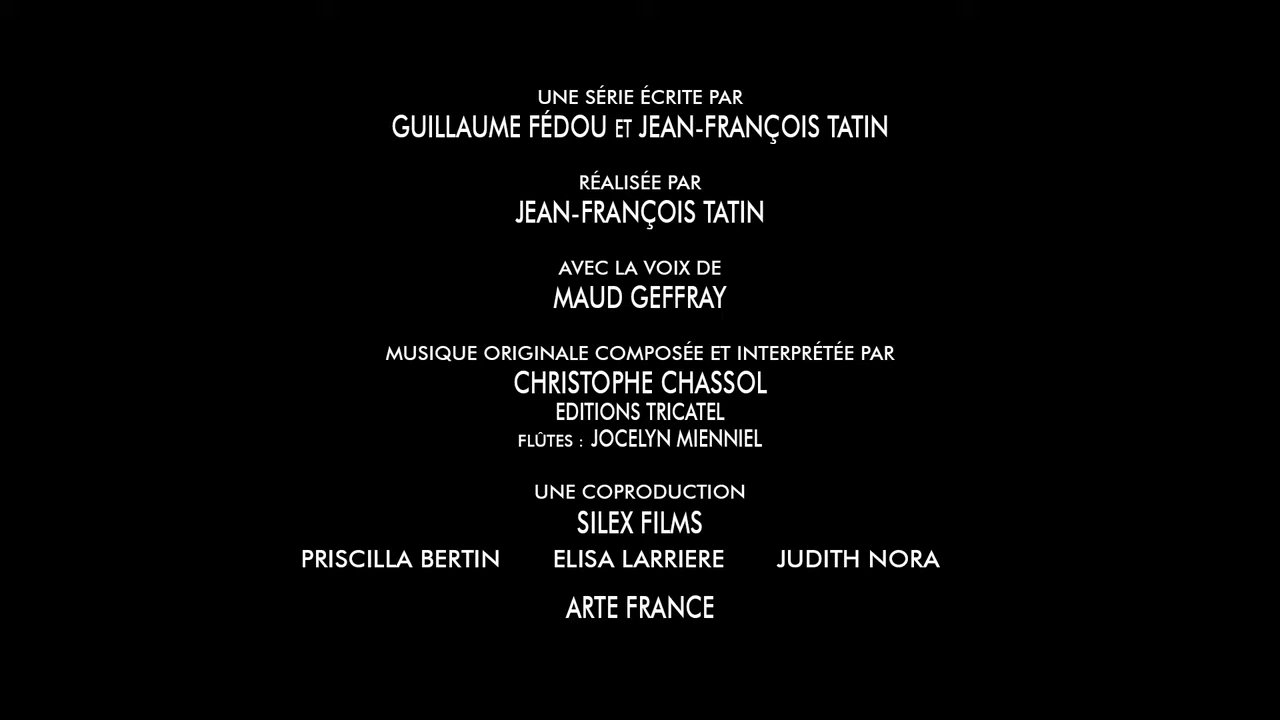 UNE SÉRIE ÉCRITE PAR
GUILLAUME FÉDOU ET JEAN-FRANÇOIS TATIN
RÉALISÉE PAR
JEAN-FRANÇOIS TATIN
AVEC LA VOIX DE
MAUD GEFFRAY
MUSIQUE ORIGINALE COMPOSÉE ET INTERPRÉTÉE PAR
CHRISTOPHE CHASSOL
EDITIONS TRICATEL
FLÛTES : JOCELYN MIENNIEL
UNE COPRODUCTION
SILEX FILMS
PRISCILLA BERTIN ELISA LARRIERE JUDITH NORA
ARTE FRANCE